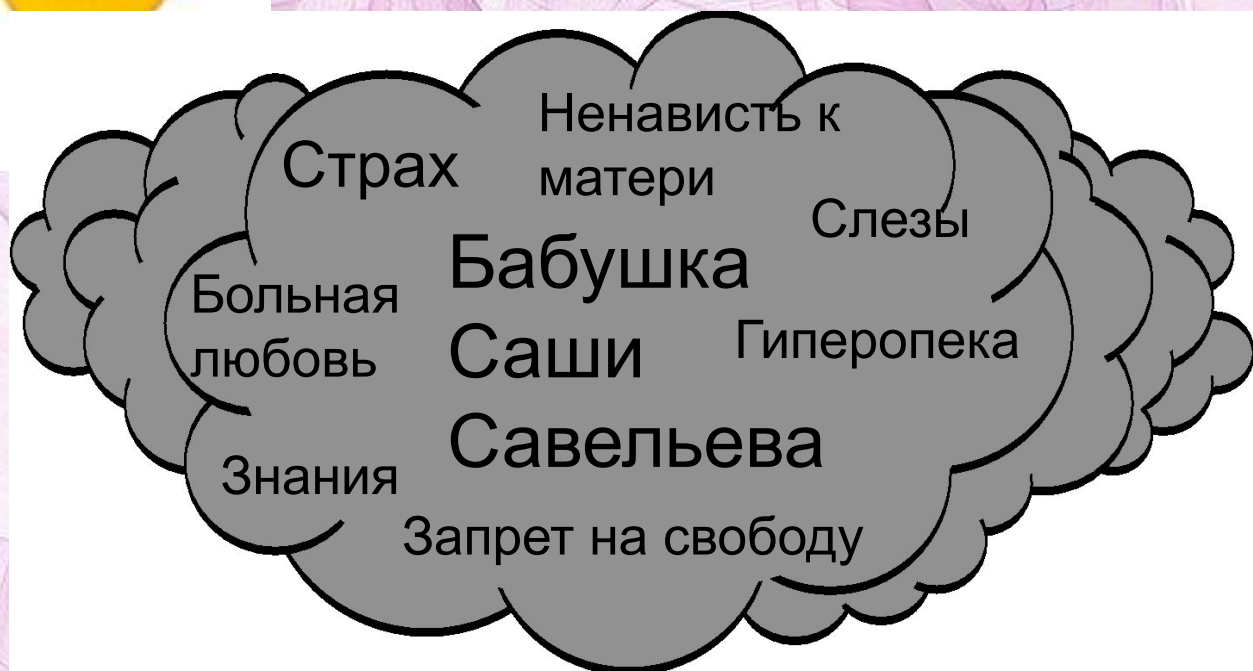 Ненависть к
матери
Страх
Слезы
Бабушка
Саши
Савельева
Больная
любовь
Гиперопека
Знания
Запрет на свободу